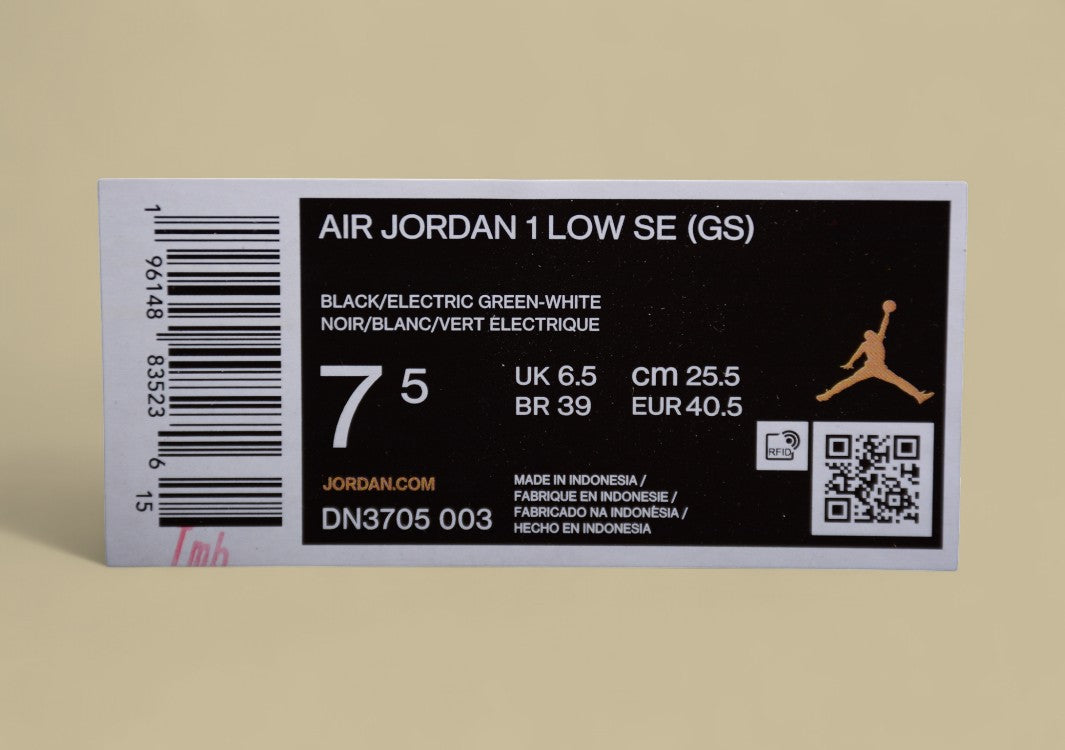 AIR JORDAN 1 LOW SE (GS)
BLACK/ELECTRIC GREEN-WHITE
NOIR/BLANC/VERT ÉLECTRIQUE
7 5
UK 6.5 cm 25.5
BR 39 EUR 40.5
RFID
JORDAN.COM
DN3705 003
MADE IN INDONESIA /
FABRIQUE EN INDONESIE /
FABRICADO NA INDONÈSIA /
HECHO EN INDONESIA
1 96148 83523 6 15